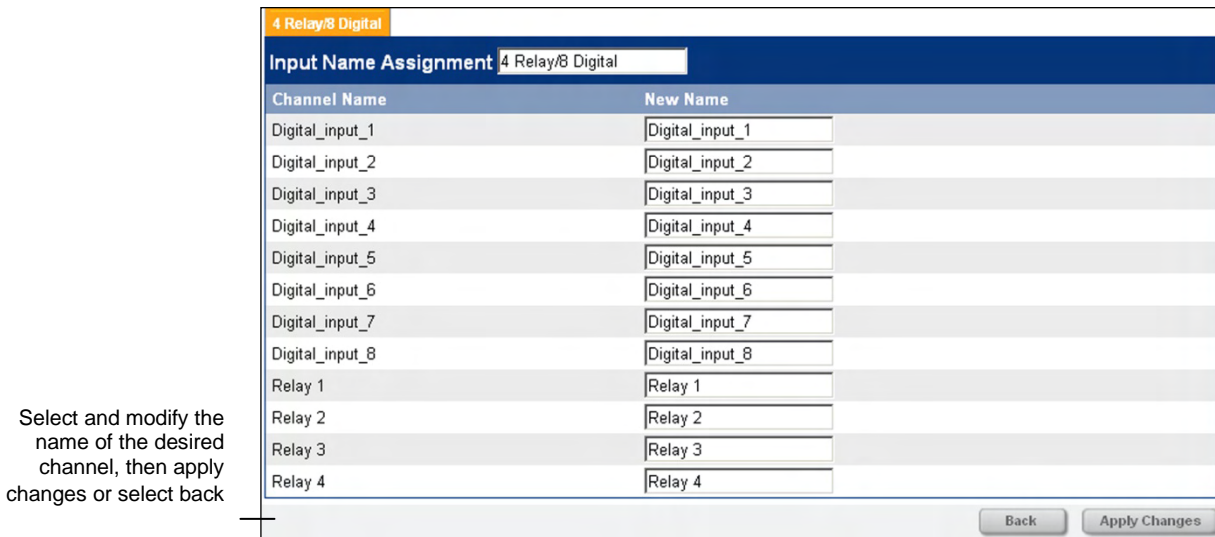 4 Relay/8 Digital
Input Name Assignment 4 Relay/8 Digital
Channel Name New Name
Digital_input_1 Digital_input_1
Digital_input_2 Digital_input_2
Digital_input_3 Digital_input_3
Digital_input_4 Digital_input_4
Digital_input_5 Digital_input_5
Digital_input_6 Digital_input_6
Digital_input_7 Digital_input_7
Digital_input_8 Digital_input_8
Relay 1 Relay 1
Relay 2 Relay 2
Relay 3 Relay 3
Relay 4 Relay 4
Back Apply Changes
Select and modify the
name of the desired
channel, then apply
changes or select back